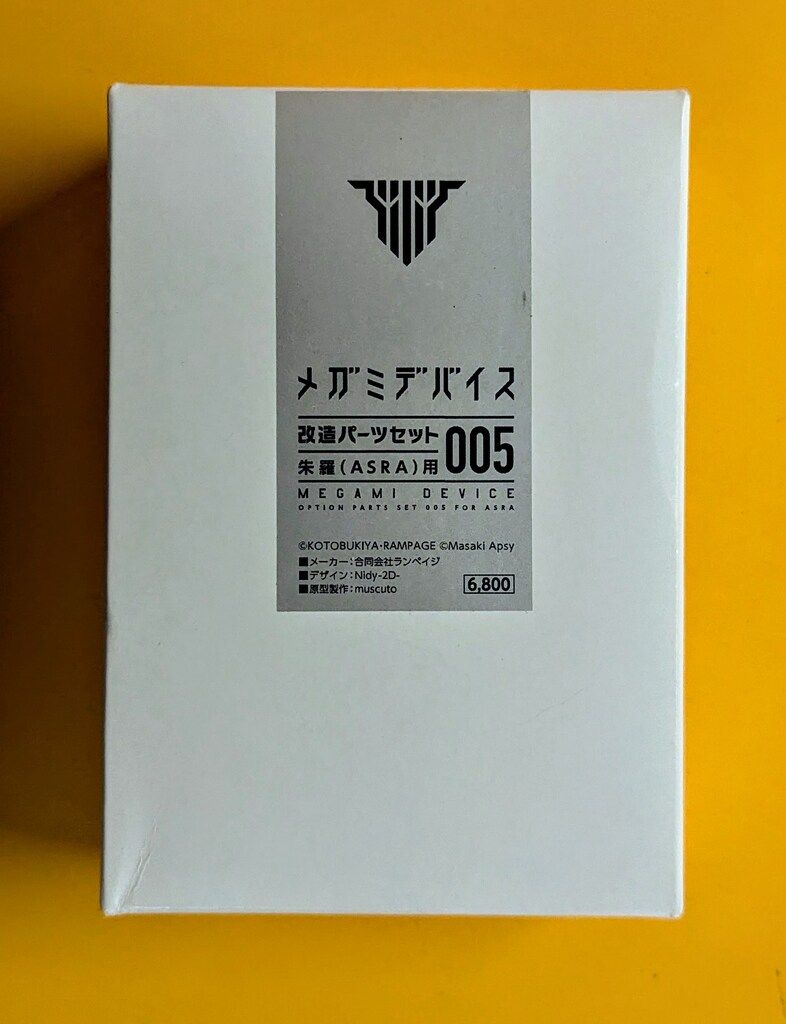 メガミデバイス
改造パーツセット 005
朱羅(ASRA)用
MEGAMI DEVICE
OPTION PARTS SET 005 FOR ASRA
©KOTOBUKIYA・RAMPAGE ©Masaki Apsy
■メーカー:合同会社ランペイジ
■デザイン:Nidy-2D-
■原型製作:muscuto 6,800